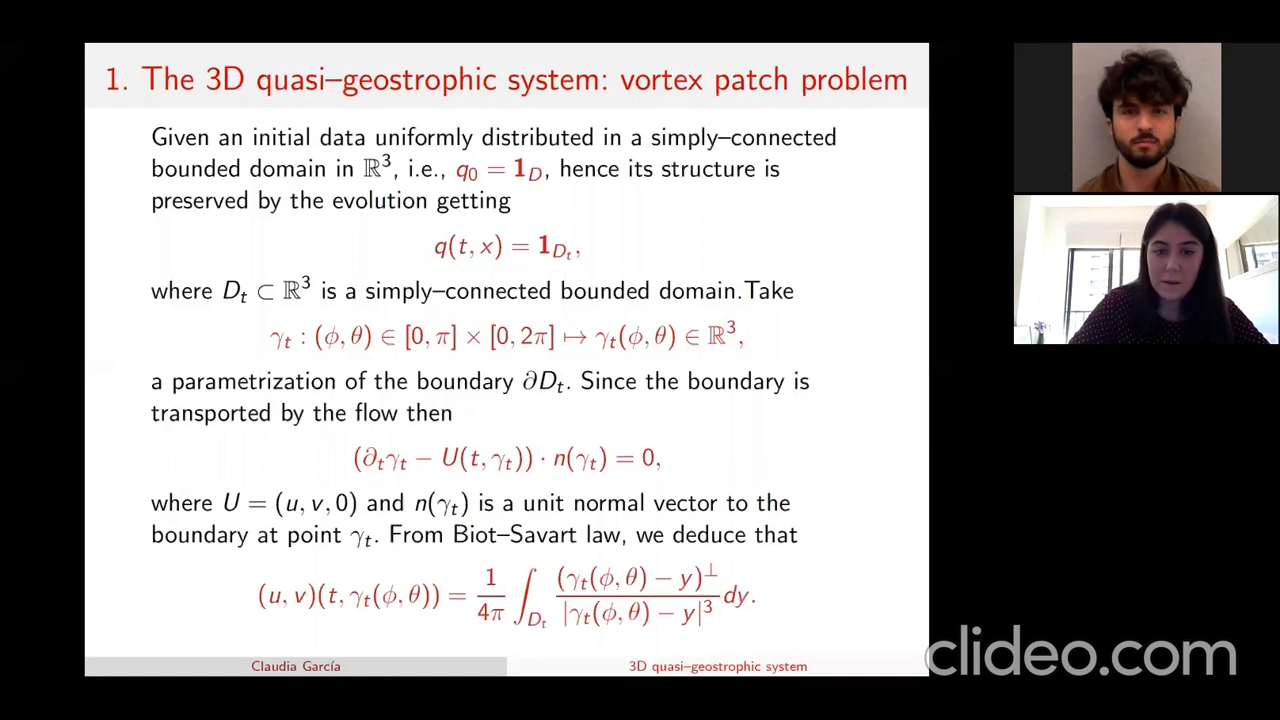 1. The 3D quasi–geostrophic system: vortex patch problem
Given an initial data uniformly distributed in a simply–connected
bounded domain in ℝ³, i.e., q₀ = 𝟏_D, hence its structure is
preserved by the evolution getting
q(t, x) = 𝟏_{D_t},
where D_t ⊂ ℝ³ is a simply–connected bounded domain.Take
γ_t : (ϕ, θ) ∈ [0, π] × [0, 2π] ↦ γ_t(ϕ, θ) ∈ ℝ³,
a parametrization of the boundary ∂D_t. Since the boundary is
transported by the flow then
(∂_tγ_t − U(t, γ_t)) · n(γ_t) = 0,
where U = (u, v, 0) and n(γ_t) is a unit normal vector to the
boundary at point γ_t. From Biot–Savart law, we deduce that
(u, v)(t, γ_t(ϕ, θ)) = 1/4π ∫_{D_t} (γ_t(ϕ, θ) − y)^⊥ / |γ_t(ϕ, θ) − y|³ dy.
Claudia García
3D quasi–geostrophic system
clideo.com